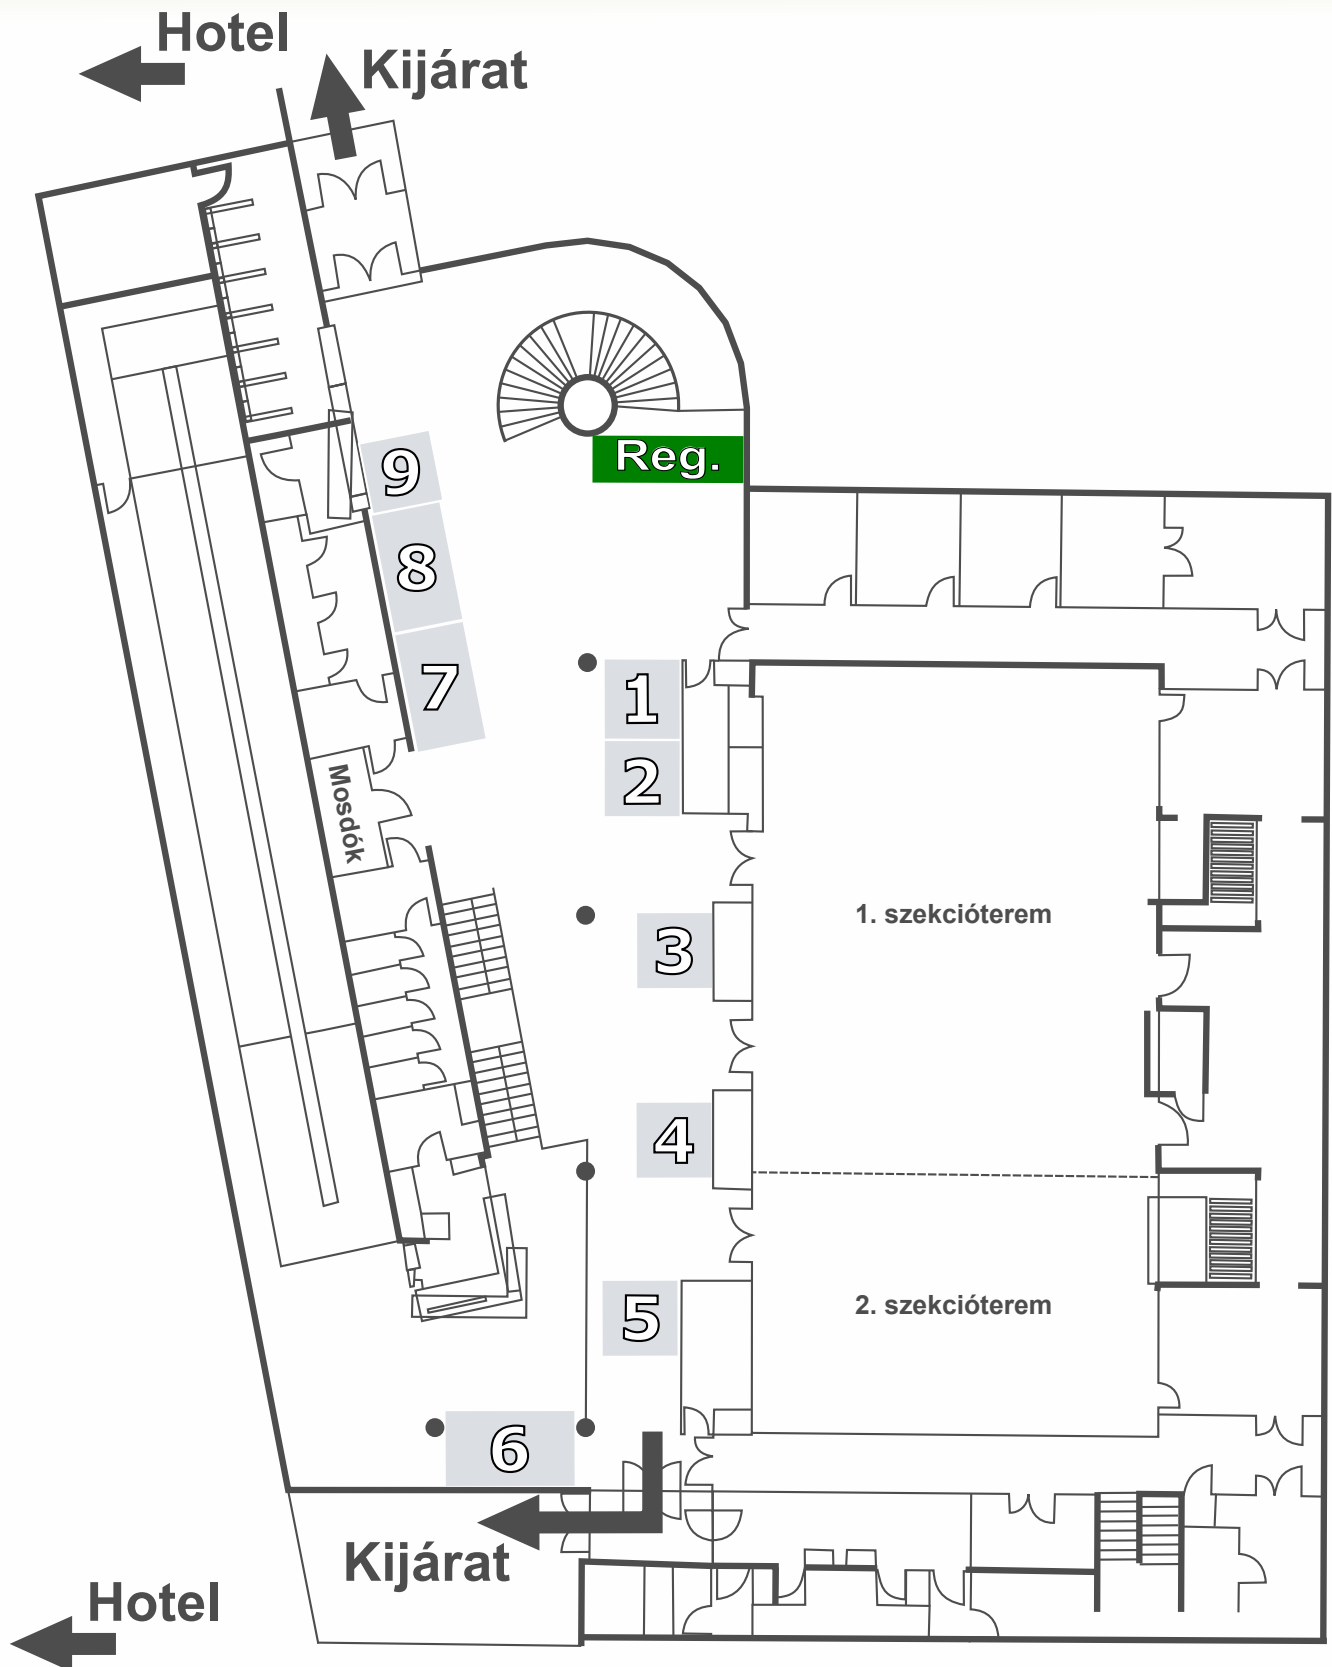 Hotel
Kijárat
Reg.
9
8
7
1
2
Mosdók
3
1. szekcióterem
4
5
2. szekcióterem
6
Kijárat
Hotel